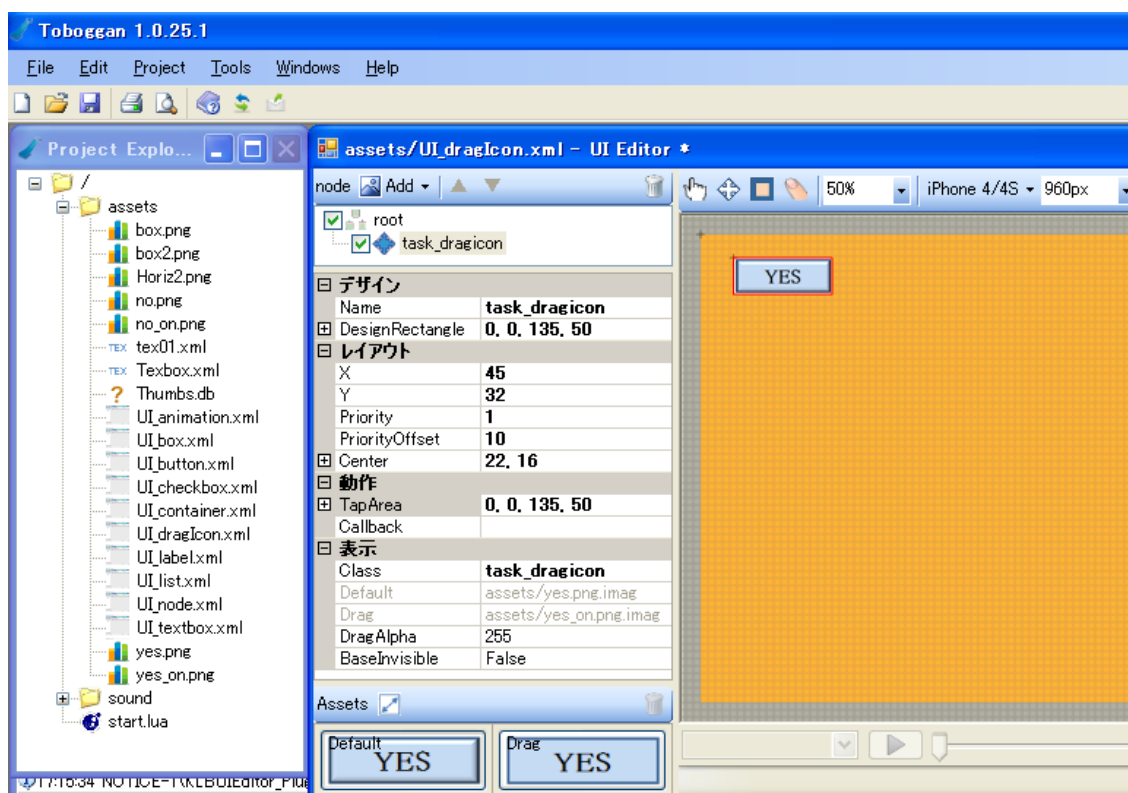 Toboggan 1.0.25.1
File Edit Project Tools Windows Help
Project Explo...
/
assets
box.png
box2.png
Horiz2.png
no.png
no_on.png
TEX tex01.xml
TEX Texbox.xml
? Thumbs.db
UI_animation.xml
UI_box.xml
UI_button.xml
UI_checkbox.xml
UI_container.xml
UI_dragIcon.xml
UI_label.xml
UI_list.xml
UI_node.xml
UI_textbox.xml
yes.png
yes_on.png
sound
start.lua
assets/UI_dragIcon.xml - UI Editor *
node Add
50% iPhone 4/4S 960px
root
task_dragicon
デザイン
Name task_dragicon
DesignRectangle 0, 0, 135, 50
レイアウト
X 45
Y 32
Priority 1
PriorityOffset 10
Center 22, 16
動作
TapArea 0, 0, 135, 50
Callback
表示
Class task_dragicon
Default assets/yes.png.imag
Drag assets/yes_on.png.imag
DragAlpha 255
BaseInvisible False
Assets
Default
YES
Drag
YES
YES